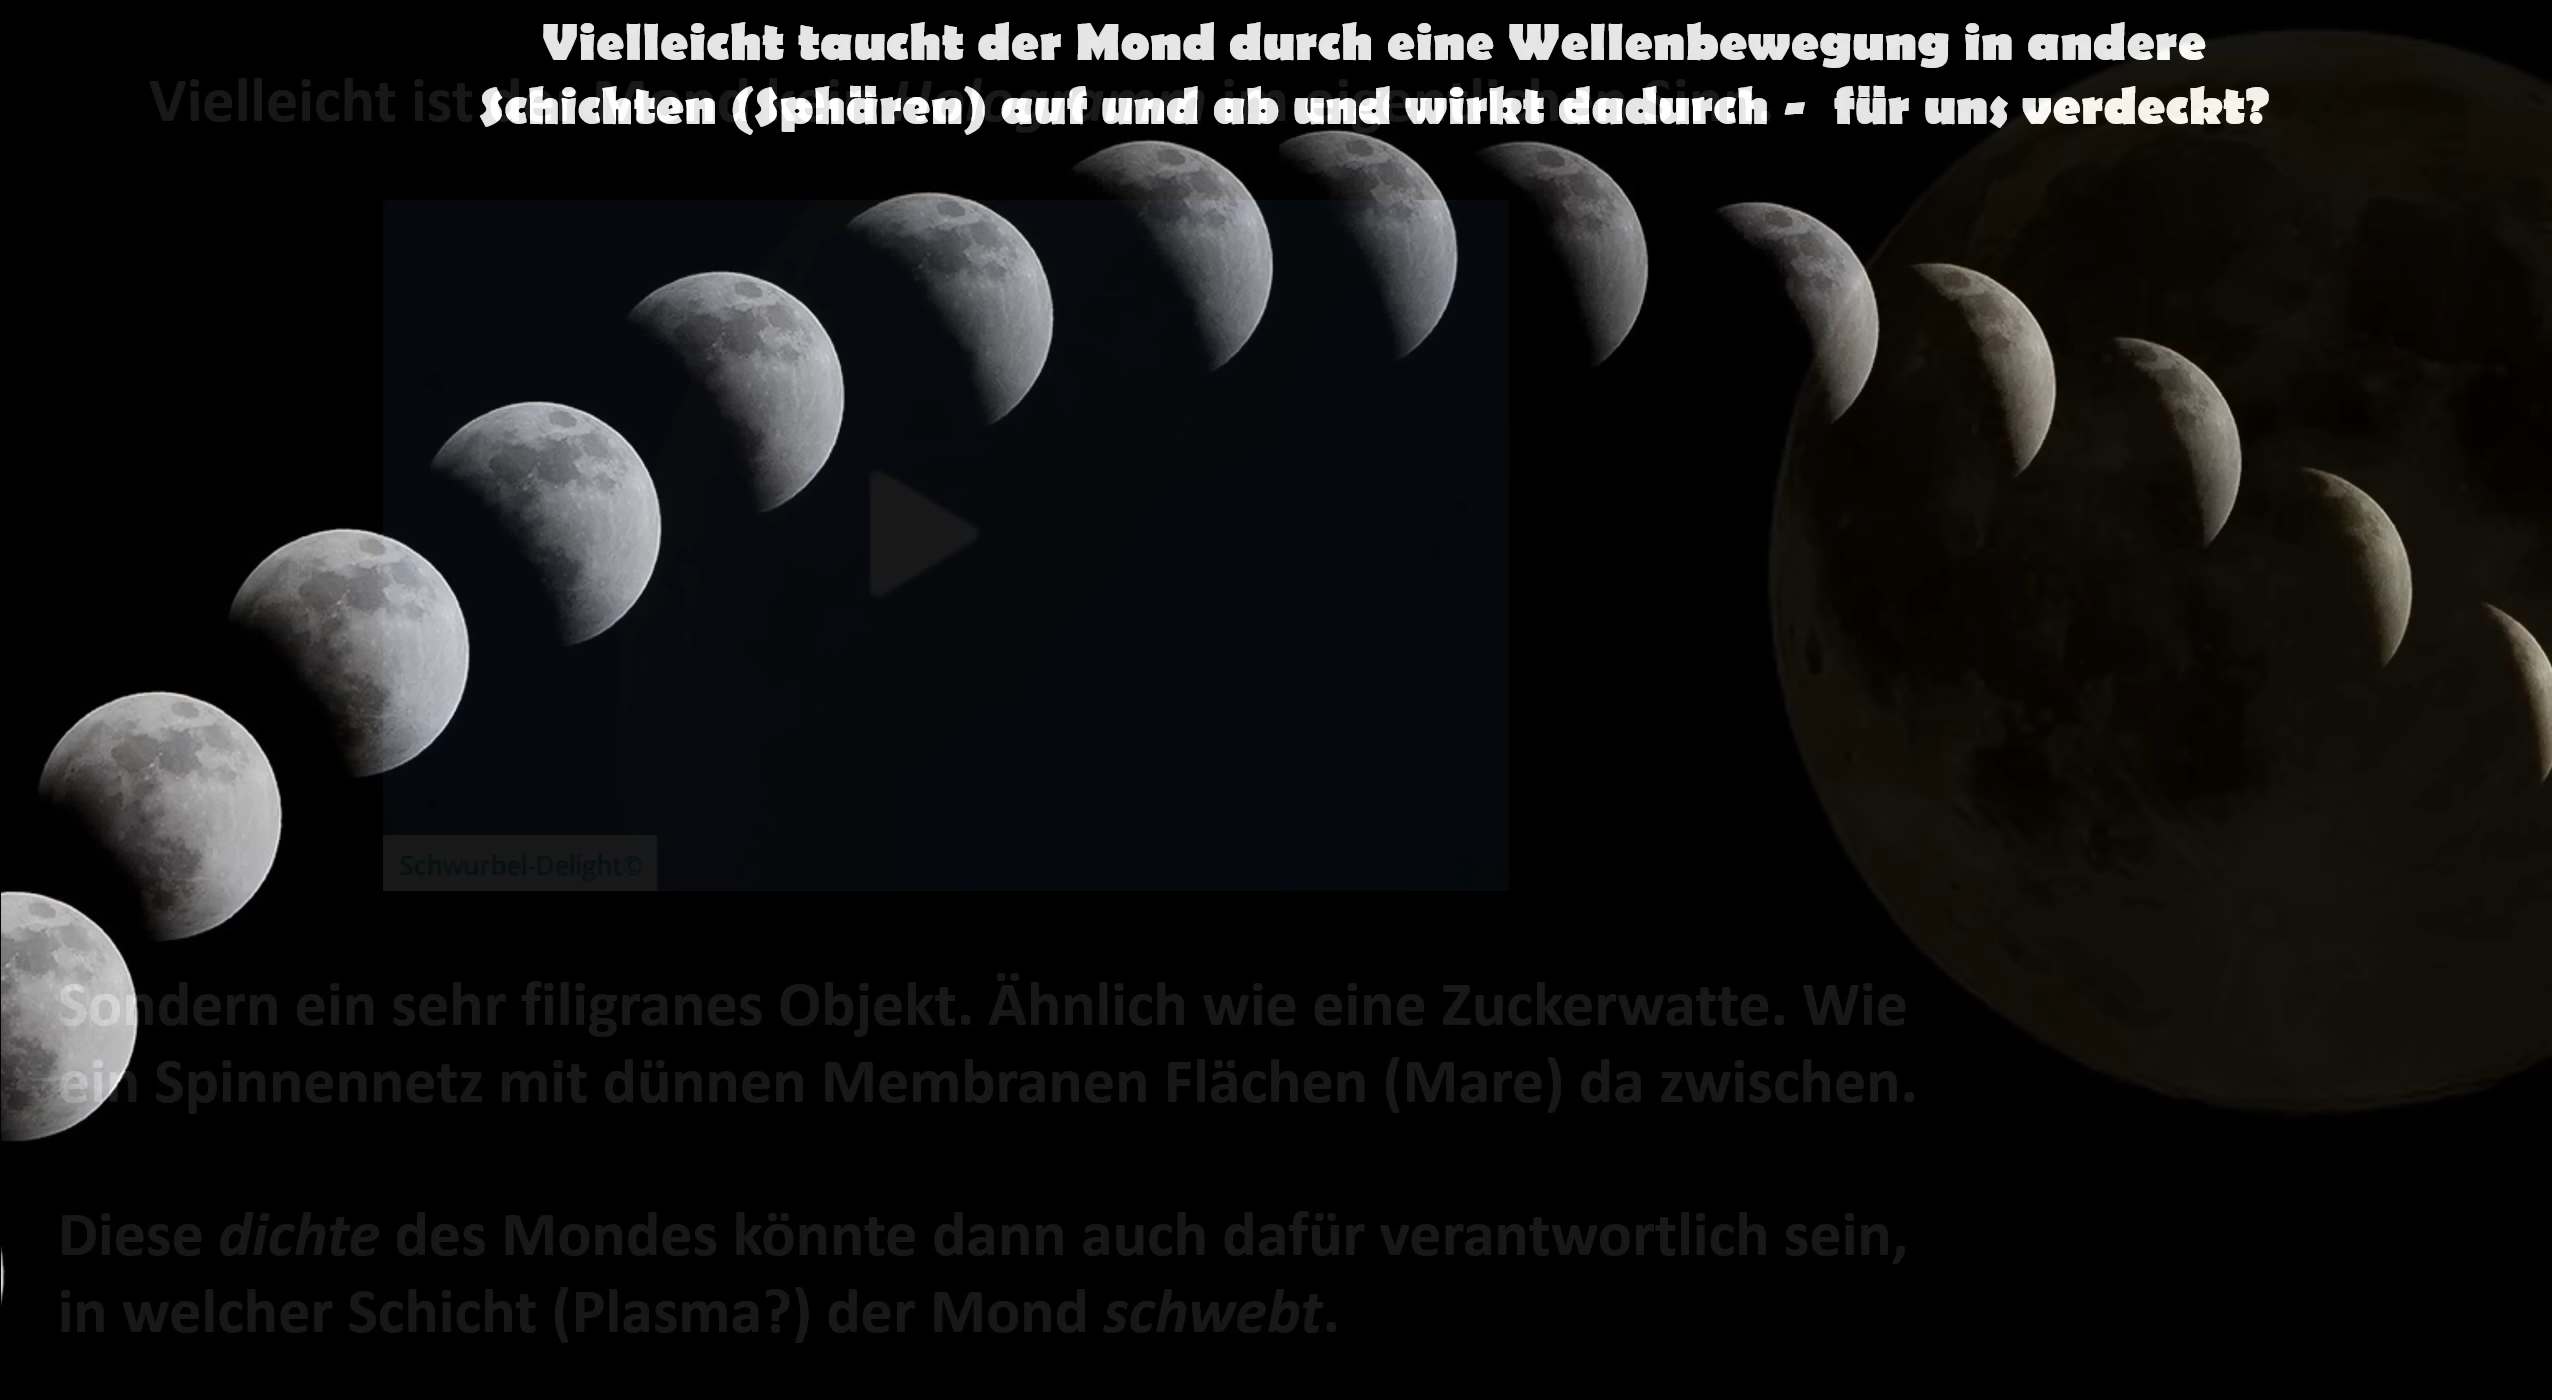 Vielleicht taucht der Mond durch eine Wellenbewegung in andere
Schichten (Sphären) auf und ab und wirkt dadurch - für uns verdeckt?
Vielleicht ist
Schwurbel-Delight©
Sondern ein sehr filigranes Objekt. Ähnlich wie eine Zuckerwatte. Wie
ein Spinnennetz mit dünnen Membranen Flächen (Mare) da zwischen.
Diese dichte des Mondes könnte dann auch dafür verantwortlich sein,
in welcher Schicht (Plasma?) der Mond schwebt.